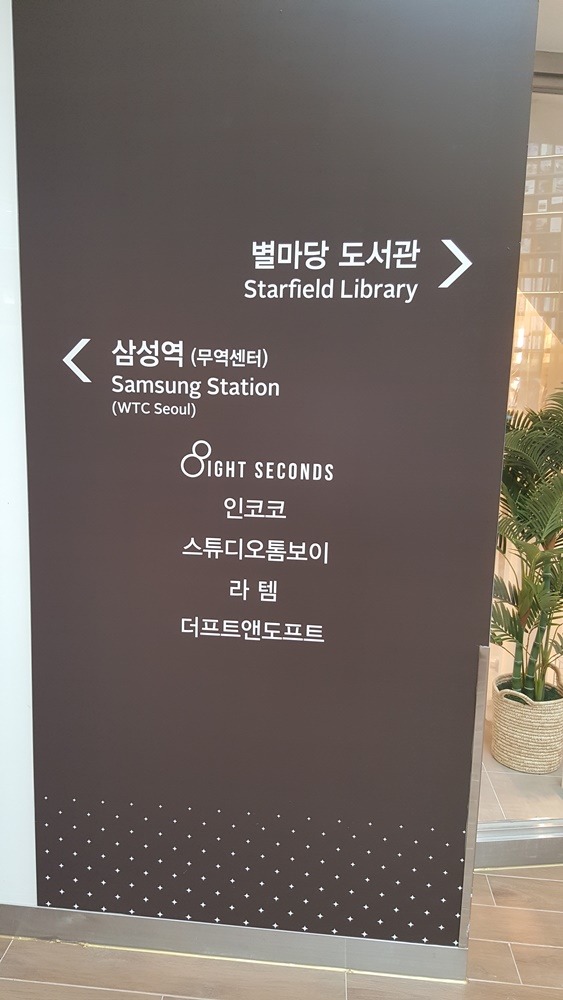 별마당 도서관
Starfield Library
삼성역 (무역센터)
Samsung Station
(WTC Seoul)
8IGHT SECONDS
인코코
스튜디오톰보이
라 템
더프트앤도프트